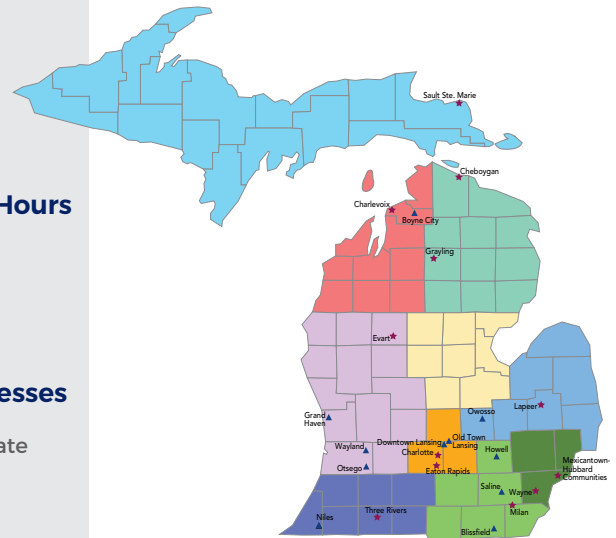 Sault Ste. Marie
Cheboygan
Hours
Charlevoix
Boyne City
Grayling
Evart
esses
ate
Grand
Haven
Owosso
Lapeer
Downtown Lansing
Old Town
Lansing
Wayland
Charlotte
Howell
Otsego
Eaton Rapids
Mexicantown-
Hubbard
Communities
Saline
Wayne
Milan
Niles
Three Rivers
Blissfield